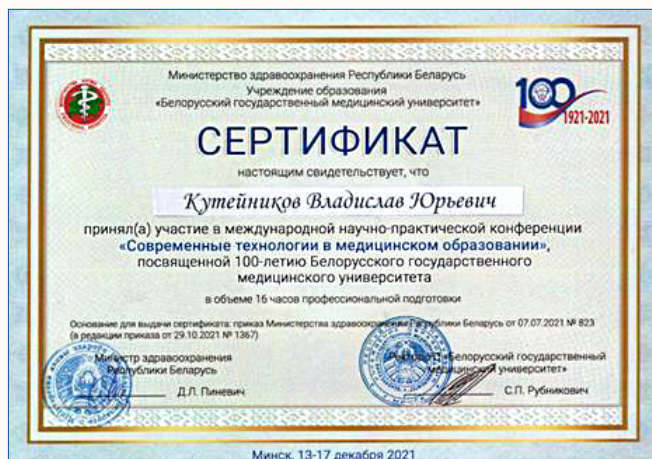 Министерство здравоохранения Республики Беларусь
Учреждение образования
«Белорусский государственный медицинский университет»
100
1921-2021
СЕРТИФИКАТ
настоящим свидетельствует, что
Кутейников Владислав Юрьевич
принял(а) участие в международной научно-практической конференции
«Современные технологии в медицинском образовании»,
посвященной 100-летию Белорусского государственного
медицинского университета
в объеме 16 часов профессиональной подготовки
Основание для выдачи сертификата: приказ Министерства здравоохранения Республики Беларусь от 07.07.2021 № 823
(в редакции приказа от 29.10.2021 № 1367)
Министр здравоохранения
Республики Беларусь
Д.Л. Пиневич
«Белорусский государственный
медицинский университет»
С.П. Рубникович
Минск, 13-17 декабря 2021